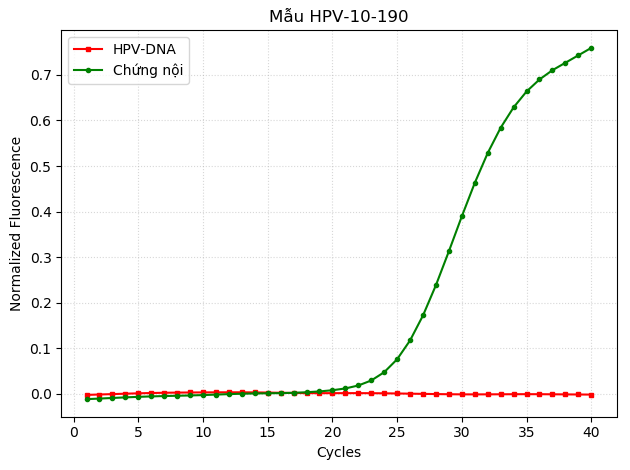 Mẫu HPV-10-190
HPV-DNA
Chứng nội
Normalized Fluorescence
0.7
0.6
0.5
0.4
0.3
0.2
0.1
0.0
0 5 10 15 20 25 30 35 40
Cycles